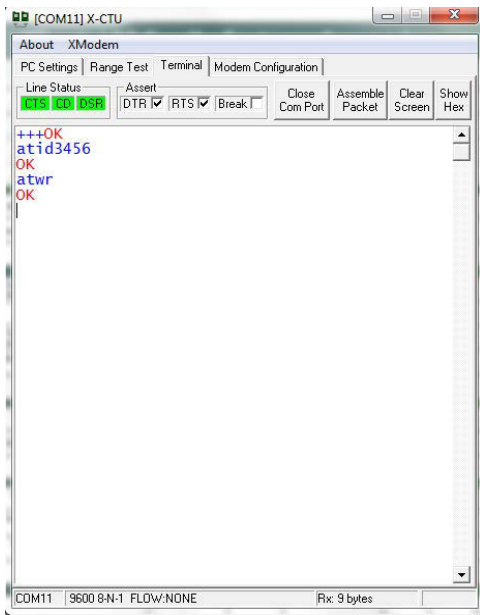 [COM11] X-CTU
About XModem
PC Settings Range Test Terminal Modem Configuration
Line Status
CTS CD DSR
Assert
DTR RTS Break
Close Com Port
Assemble Packet
Clear Screen
Show Hex
+++OK
atid3456
OK
atwr
OK
COM11 9600 8-N-1 FLOW:NONE Rx: 9 bytes